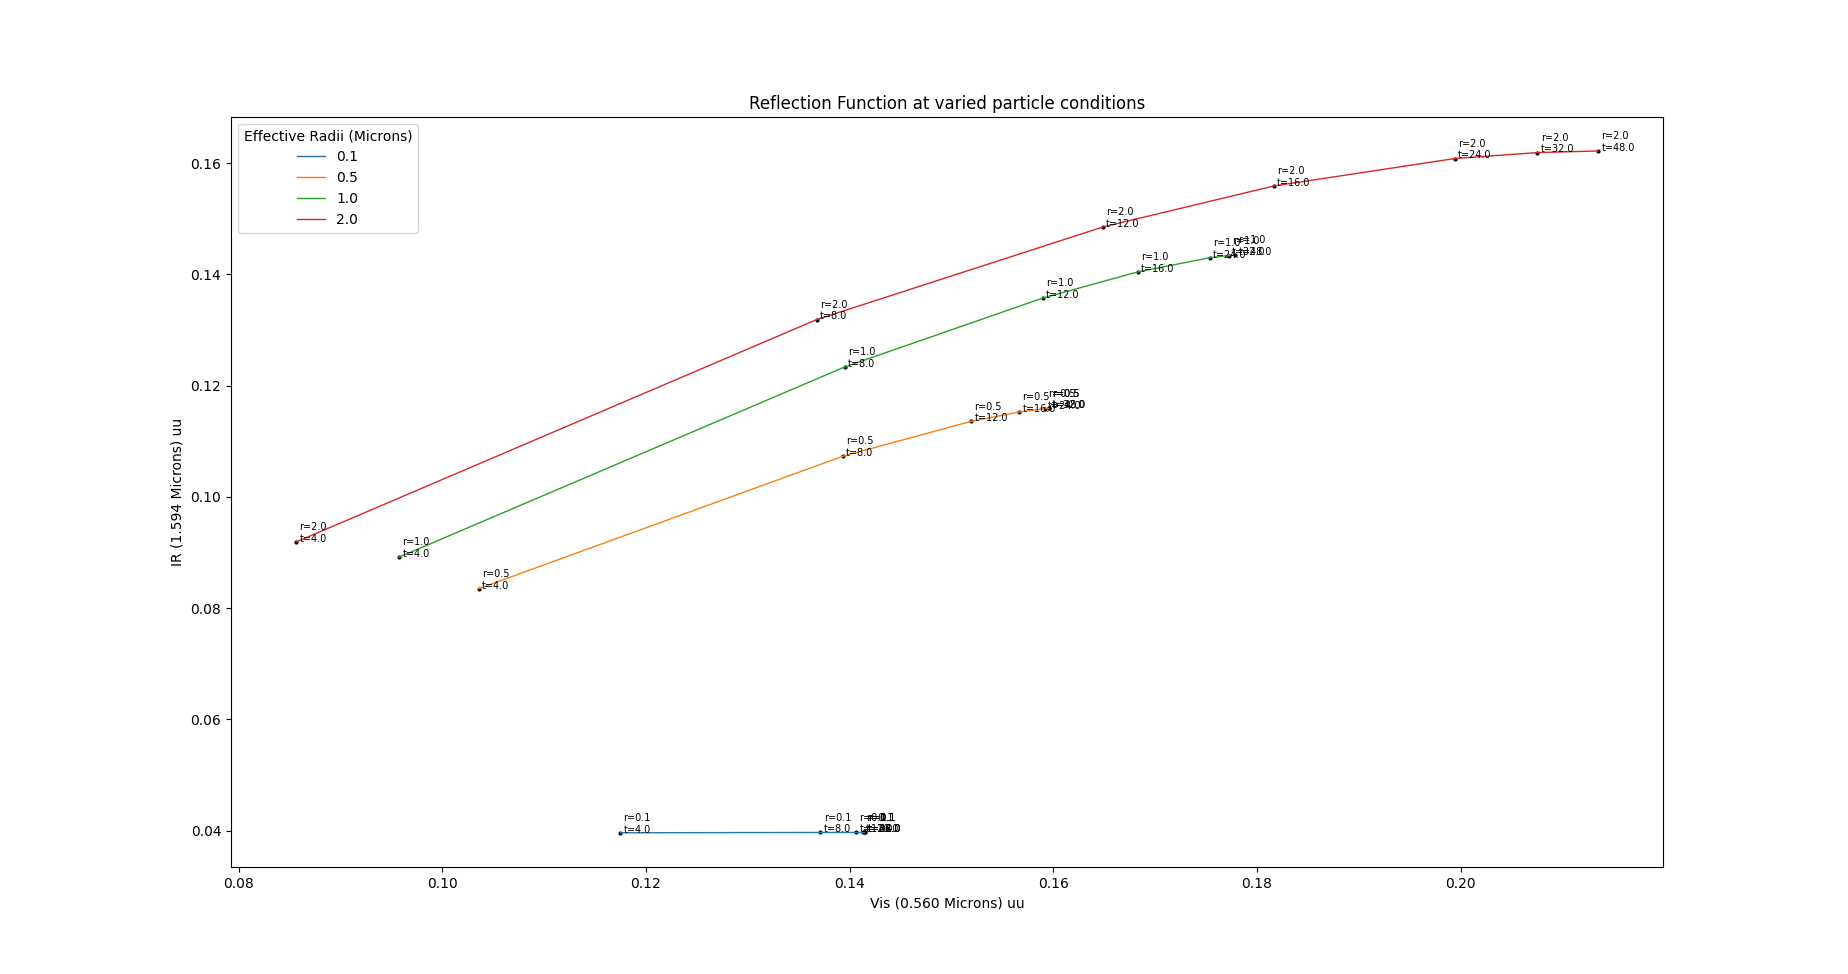 Reflection Function at varied particle conditions
Effective Radii (Microns)
0.1
0.5
1.0
2.0
IR (1.594 Microns) uu
0.16
0.14
0.12
0.10
0.08
0.06
0.04
r=2.0
t=4.0
r=2.0
t=8.0
r=2.0
t=12.0
r=2.0
t=16.0
r=2.0
t=24.0
r=2.0
t=32.0
r=2.0
t=48.0
r=1.0
t=4.0
r=1.0
t=8.0
r=1.0
t=12.0
r=1.0
t=16.0
r=1.0
r=0.5
t=4.0
r=0.5
t=8.0
r=0.5
t=12.0
r=0.5
t=16.0
r=0.1
t=4.0
r=0.1
t=8.0
0.08
0.10
0.12
0.14
0.16
0.18
0.20
Vis (0.560 Microns) uu